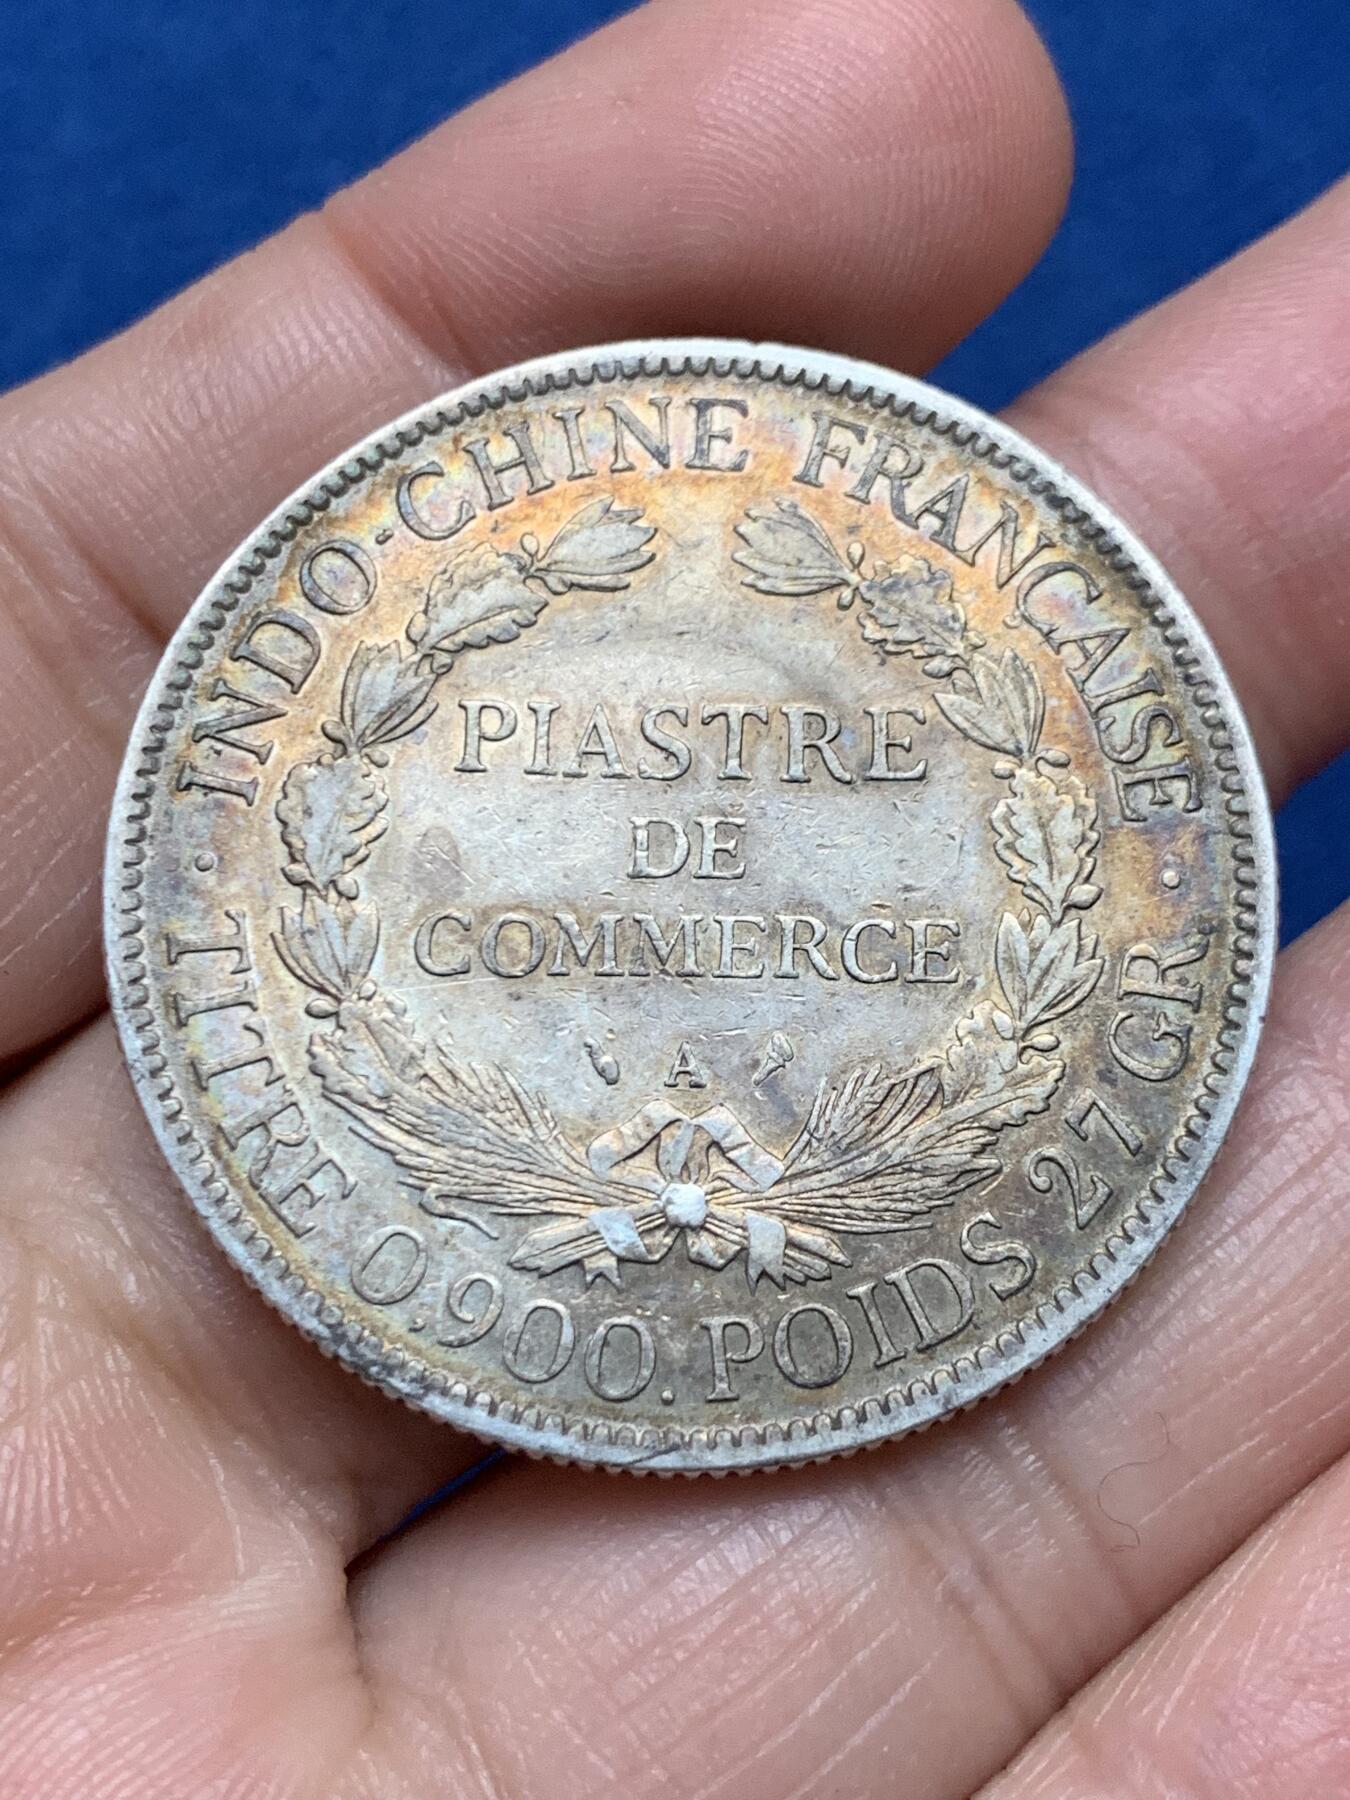 INDO-CHINE FRANÇAISE
PIASTRE
DE
COMMERCE
A
· TITRE 0,900. POIDS 27 GR. ·